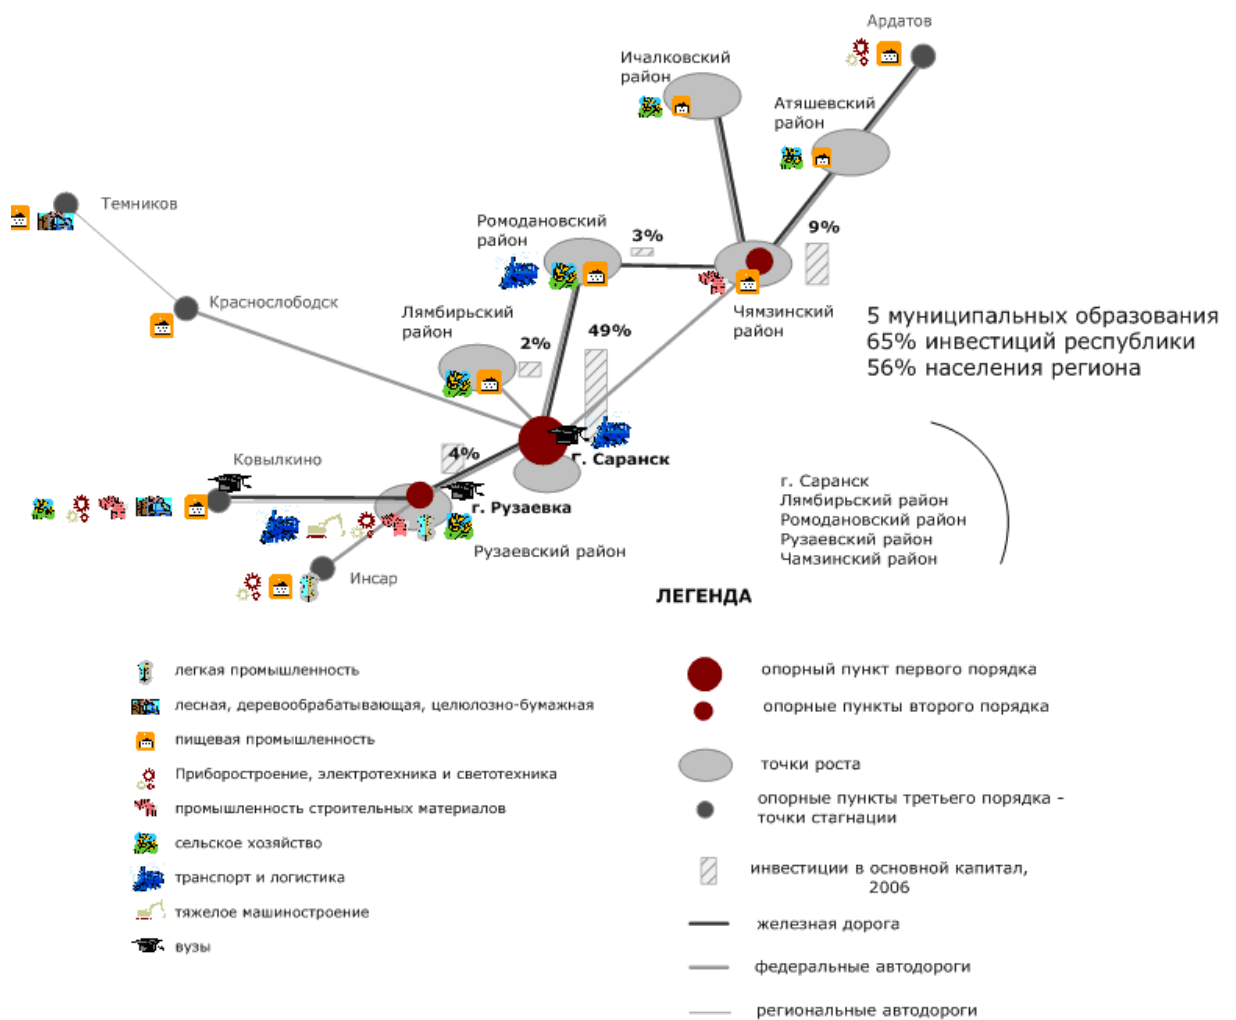 Ардатов
Ичалковский
район
Атяшевский
район
Темников
Ромодановский
район
3%
9%
Краснослободск
Лямбирьский
район
2%
49%
Чямзинский
район
5 муниципальных образования
65% инвестиций республики
56% населения региона
4%
г. Саранск
Ковылкино
г. Рузаевка
Рузаевский район
Инсар
г. Саранск
Лямбирьский район
Ромодановский район
Рузаевский район
Чамзинский район
ЛЕГЕНДА
легкая промышленность
лесная, деревообрабатывающая, целюлозно-бумажная
пищевая промышленность
Приборостроение, электротехника и светотехника
промышленность строительных материалов
сельское хозяйство
транспорт и логистика
тяжелое машиностроение
вузы
опорный пункт первого порядка
опорные пункты второго порядка
точки роста
опорные пункты третьего порядка -
точки стагнации
инвестиции в основной капитал,
2006
железная дорога
федеральные автодороги
региональные автодороги